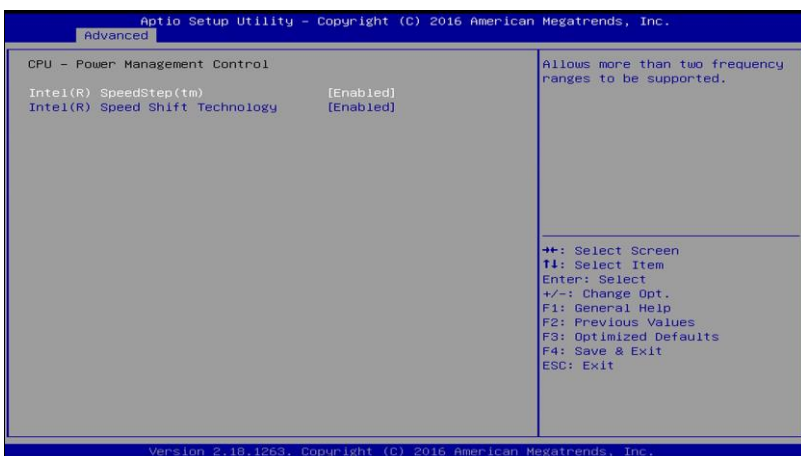 Aptio Setup Utility – Copyright (C) 2016 American Megatrends, Inc.
Advanced
CPU – Power Management Control
Intel(R) SpeedStep(tm) [Enabled]
Intel(R) Speed Shift Technology [Enabled]
Allows more than two frequency
ranges to be supported.
→←: Select Screen
↑↓: Select Item
Enter: Select
+/-: Change Opt.
F1: General Help
F2: Previous Values
F3: Optimized Defaults
F4: Save & Exit
ESC: Exit
Version 2.18.1263. Copyright (C) 2016 American Megatrends, Inc.